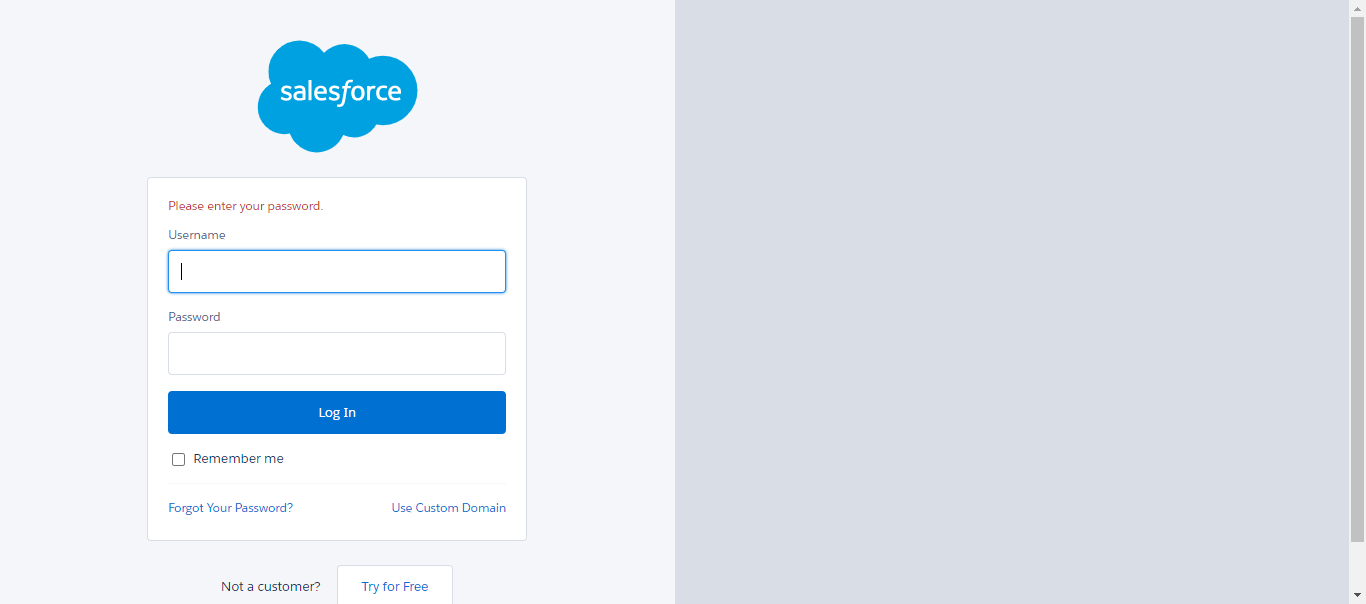 salesforce
Please enter your password.
Username
Password
Log In
Remember me
Forgot Your Password? Use Custom Domain
Not a customer? Try for Free